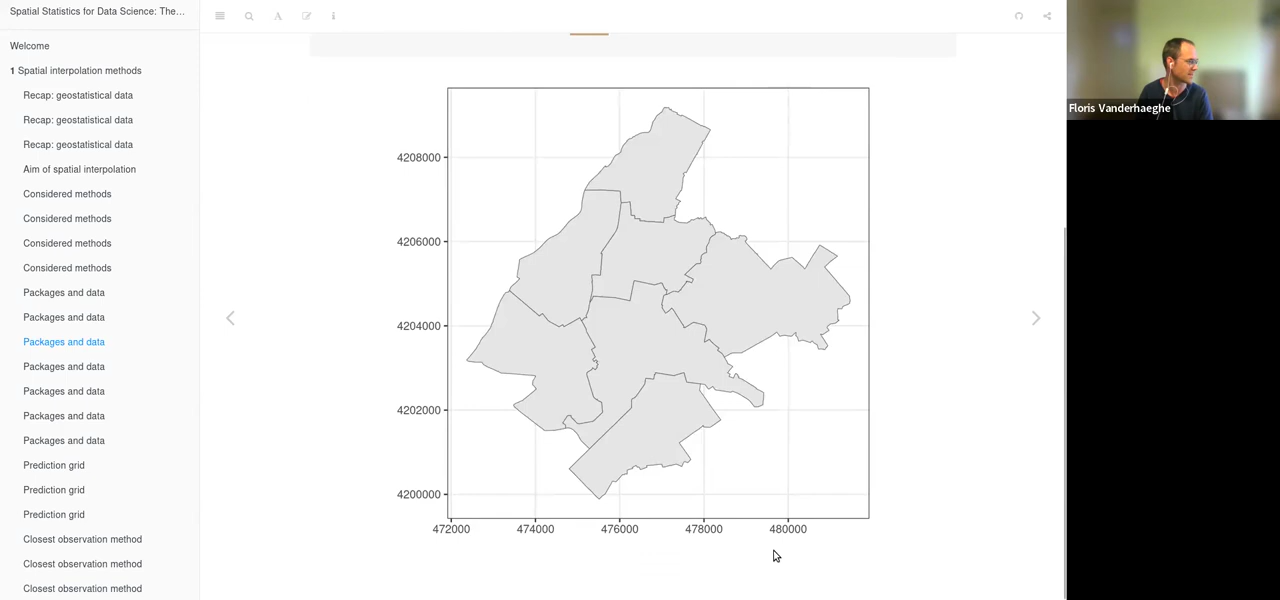 Spatial Statistics for Data Science: The...
Welcome
1 Spatial interpolation methods
Recap: geostatistical data
Recap: geostatistical data
Recap: geostatistical data
Aim of spatial interpolation
Considered methods
Considered methods
Considered methods
Considered methods
Packages and data
Packages and data
Packages and data
Packages and data
Packages and data
Packages and data
Packages and data
Prediction grid
Prediction grid
Prediction grid
Closest observation method
Closest observation method
Closest observation method
A
i
4208000
4206000
4204000
4202000
4200000
472000 474000 476000 478000 480000
Floris Vanderhaeghe